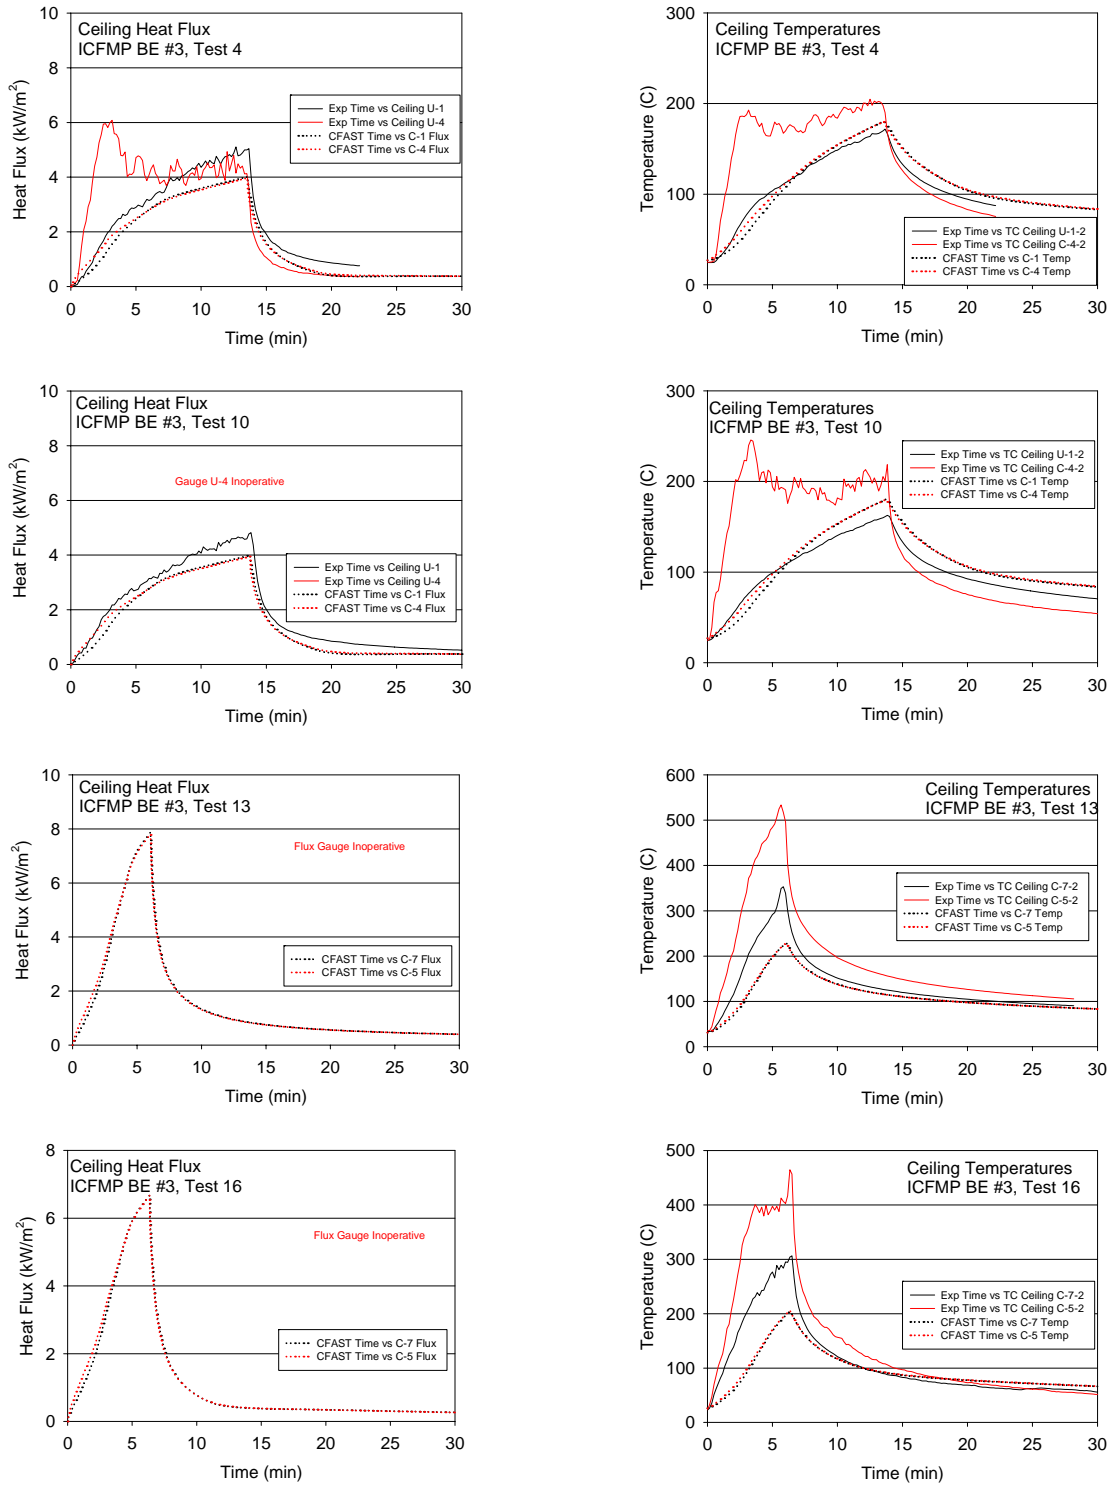 Ceiling Heat Flux
ICFMP BE #3, Test 4
Heat Flux (kW/m²)
10
8
6
4
2
0
Exp Time vs Ceiling U-1
Exp Time vs Ceiling U-4
CFAST Time vs C-1 Flux
CFAST Time vs C-4 Flux
0 5 10 15 20 25 30
Time (min)
Ceiling Temperatures
ICFMP BE #3, Test 4
Temperature (C)
300
200
100
0
Exp Time vs TC Ceiling U-1-2
Exp Time vs TC Ceiling C-4-2
CFAST Time vs C-1 Temp
CFAST Time vs C-4 Temp
0 5 10 15 20 25 30
Time (min)
Ceiling Heat Flux
ICFMP BE #3, Test 10
Heat Flux (kW/m²)
10
8
6
4
2
0
Gauge U-4 Inoperative
Exp Time vs Ceiling U-1
Exp Time vs Ceiling U-4
CFAST Time vs C-1 Flux
CFAST Time vs C-4 Flux
0 5 10 15 20 25 30
Time (min)
Ceiling Temperatures
ICFMP BE #3, Test 10
Temperature (C)
300
200
100
0
Exp Time vs TC Ceiling U-1-2
Exp Time vs TC Ceiling C-4-2
CFAST Time vs C-1 Temp
CFAST Time vs C-4 Temp
0 5 10 15 20 25 30
Time (min)
Ceiling Heat Flux
ICFMP BE #3, Test 13
Heat Flux (kW/m²)
10
8
6
4
2
0
Flux Gauge Inoperative
CFAST Time vs C-7 Flux
CFAST Time vs C-5 Flux
0 5 10 15 20 25 30
Time (min)
Ceiling Temperatures
ICFMP BE #3, Test 13
Temperature (C)
600
500
400
300
200
100
0
Exp Time vs TC Ceiling C-7-2
Exp Time vs TC Ceiling C-5-2
CFAST Time vs C-7 Temp
CFAST Time vs C-5 Temp
0 5 10 15 20 25 30
Time (min)
Ceiling Heat Flux
ICFMP BE #3, Test 16
Heat Flux (kW/m²)
8
6
4
2
0
Flux Gauge Inoperative
CFAST Time vs C-7 Flux
CFAST Time vs C-5 Flux
0 5 10 15 20 25 30
Time (min)
Ceiling Temperatures
ICFMP BE #3, Test 16
Temperature (C)
500
400
300
200
100
0
Exp Time vs TC Ceiling C-7-2
Exp Time vs TC Ceiling C-5-2
CFAST Time vs C-7 Temp
CFAST Time vs C-5 Temp
0 5 10 15 20 25 30
Time (min)